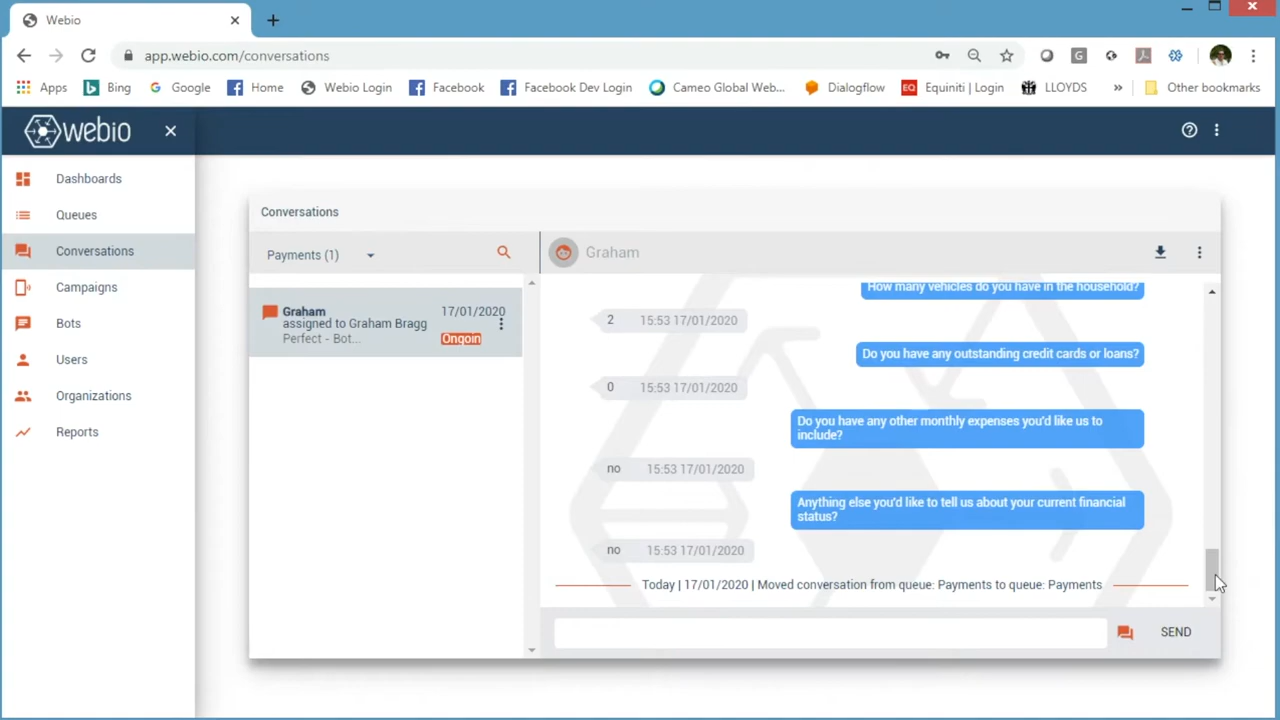 Webio
app.webio.com/conversations
G
Apps
Bing
Google
Home
Webio Login
Facebook
Facebook Dev Login
Cameo Global Web...
Dialogflow
EQ
Equiniti | Login
LLOYDS
»
Other bookmarks
webio
Dashboards
Queues
Conversations
Campaigns
Bots
Users
Organizations
Reports
Conversations
Payments (1)
Graham
Graham
17/01/2020
assigned to Graham Bragg
Perfect - Bot...
Ongoin
How many vehicles do you have in the household?
2 15:53 17/01/2020
Do you have any outstanding credit cards or loans?
0 15:53 17/01/2020
Do you have any other monthly expenses you'd like us to
include?
no 15:53 17/01/2020
Anything else you'd like to tell us about your current financial
status?
no 15:53 17/01/2020
Today | 17/01/2020 | Moved conversation from queue: Payments to queue: Payments
SEND